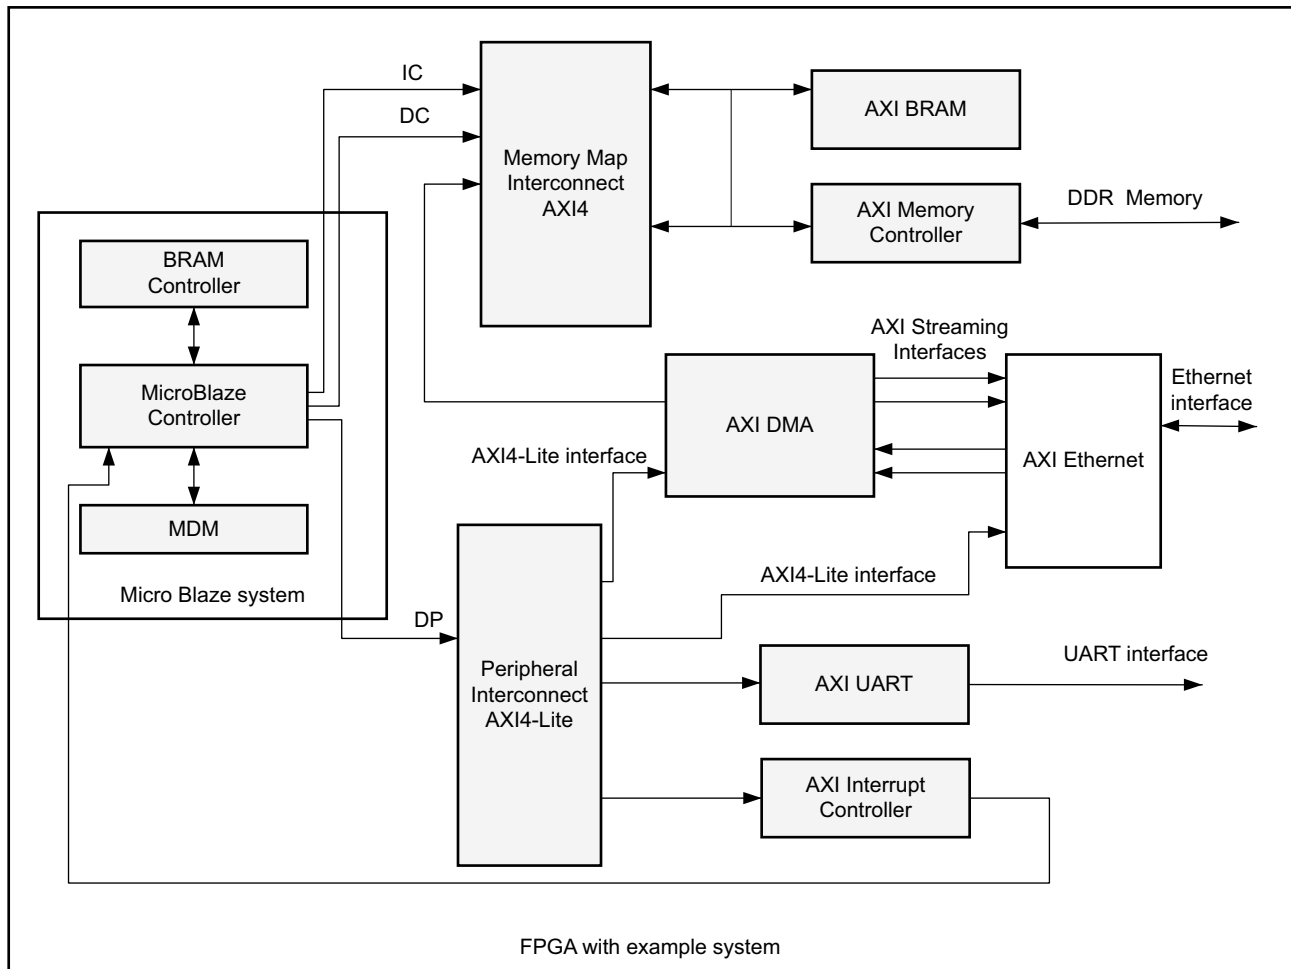 IC
DC
Memory Map
Interconnect
AXI4
AXI BRAM
AXI Memory
Controller
DDR  Memory
BRAM
Controller
MicroBlaze
Controller
MDM
Micro Blaze system
AXI Streaming
Interfaces
AXI DMA
AXI Ethernet
Ethernet
interface
AXI4-Lite interface
AXI4-Lite interface
DP
Peripheral
Interconnect
AXI4-Lite
AXI UART
UART interface
AXI Interrupt
Controller
FPGA with example system